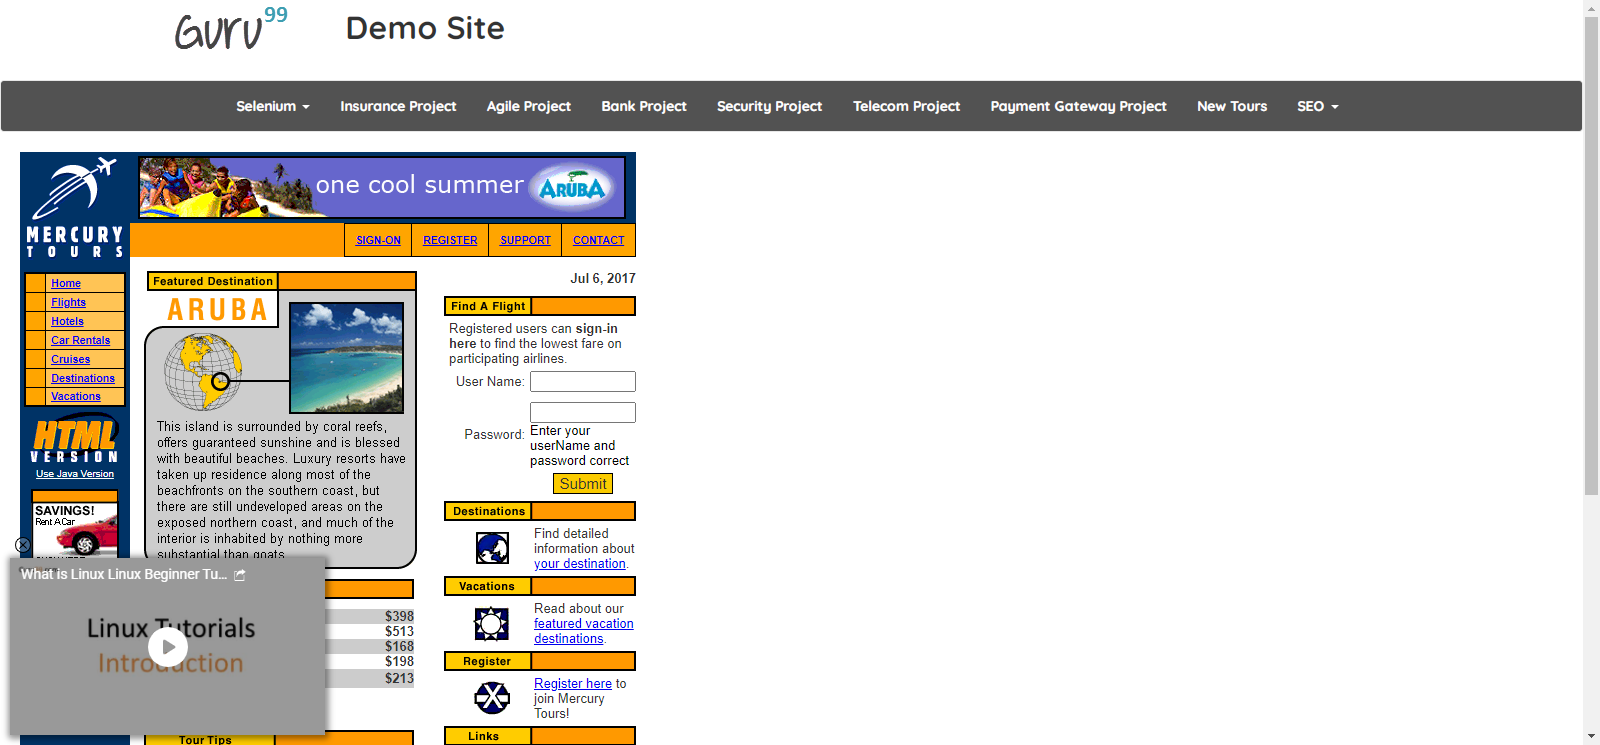 Guru99
Demo Site
Selenium Insurance Project Agile Project Bank Project Security Project Telecom Project Payment Gateway Project New Tours SEO
MERCURY
TOURS
one cool summer ARUBA
SIGN-ON REGISTER SUPPORT CONTACT
Home
Flights
Hotels
Car Rentals
Cruises
Destinations
Vacations
HTML
VERSION
Use Java Version
SAVINGS!
Rent A Car
Featured Destination
ARUBA
This island is surrounded by coral reefs,
offers guaranteed sunshine and is blessed
with beautiful beaches. Luxury resorts have
taken up residence along most of the
beachfronts on the southern coast, but
there are still undeveloped areas on the
exposed northern coast, and much of the
interior is inhabited by nothing more
substantial than goats.
$398
$513
$168
$198
$213
Tour Tips
Jul 6, 2017
Find A Flight
Registered users can sign-in
here to find the lowest fare on
participating airlines.
User Name:
Password:
Enter your
userName and
password correct
Submit
Destinations
Find detailed
information about
your destination.
Vacations
Read about our
featured vacation
destinations.
Register
Register here to
join Mercury
Tours!
Links
What is Linux Linux Beginner Tu...
Linux Tutorials
Introduction